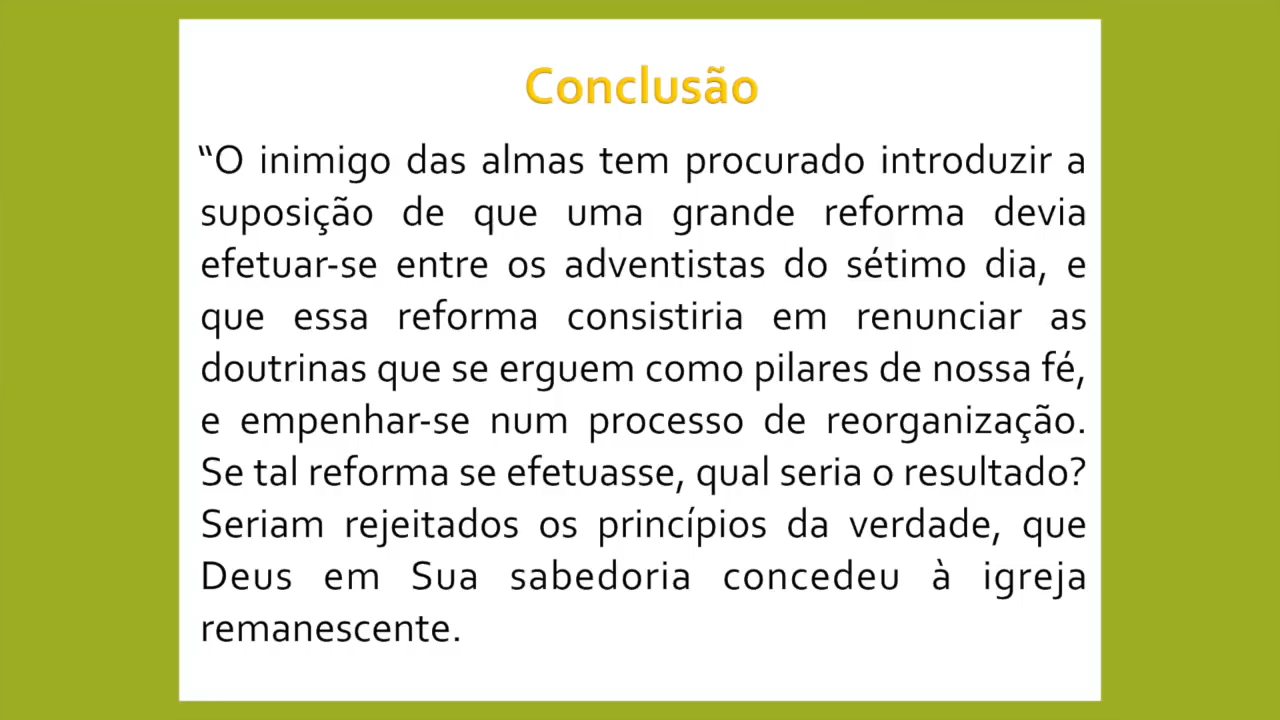 Conclusão
“O inimigo das almas tem procurado introduzir a
suposição de que uma grande reforma devia
efetuar-se entre os adventistas do sétimo dia, e
que essa reforma consistiria em renunciar as
doutrinas que se erguem como pilares de nossa fé,
e empenhar-se num processo de reorganização.
Se tal reforma se efetuasse, qual seria o resultado?
Seriam rejeitados os princípios da verdade, que
Deus em Sua sabedoria concedeu à igreja
remanescente.